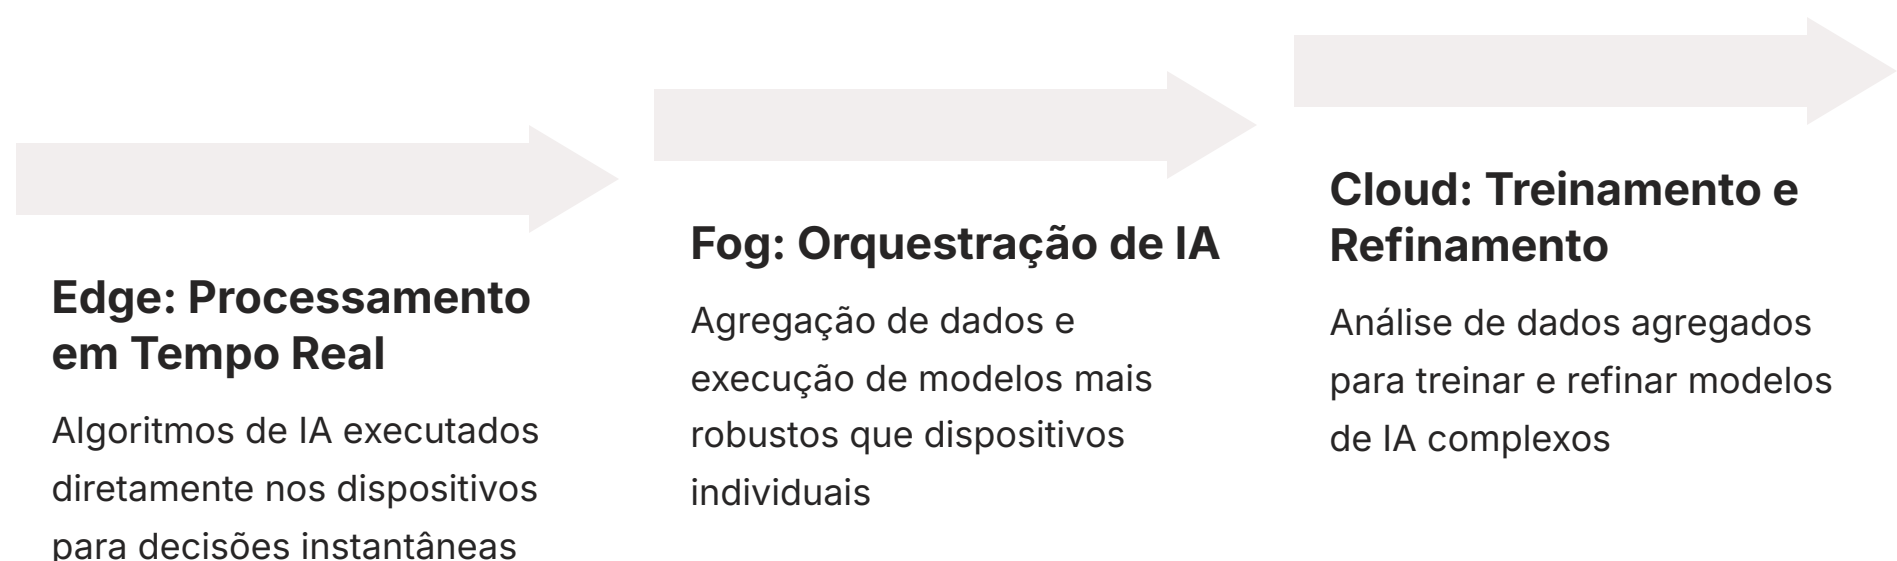 Edge: Processamento
em Tempo Real
Algoritmos de IA executados
diretamente nos dispositivos
para decisões instantâneas
Fog: Orquestração de IA
Agregação de dados e
execução de modelos mais
robustos que dispositivos
individuais
Cloud: Treinamento e
Refinamento
Análise de dados agregados
para treinar e refinar modelos
de IA complexos